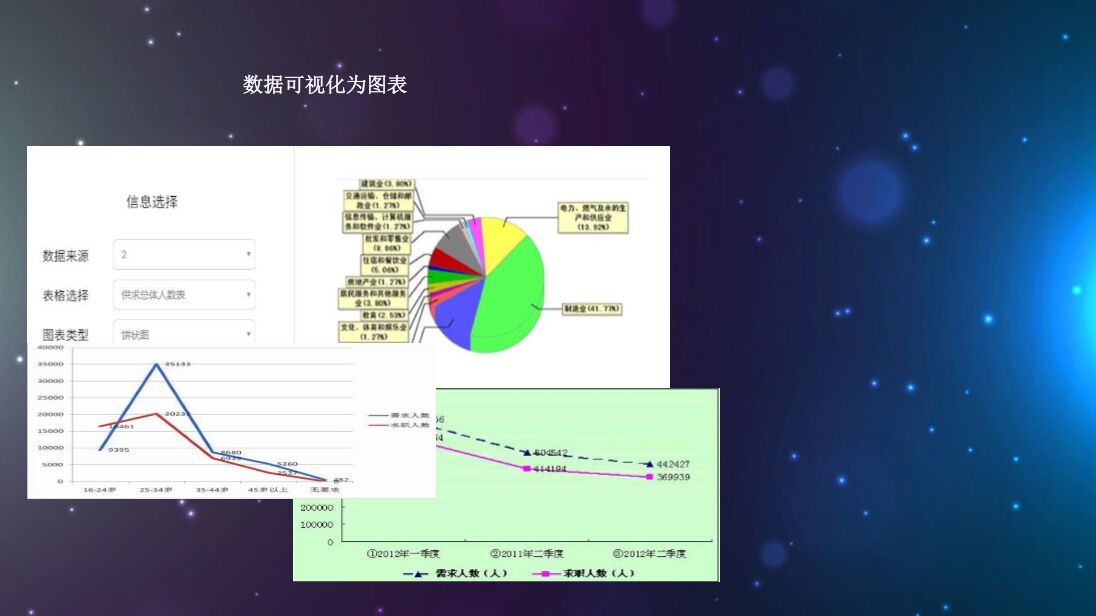 数据可视化为图表
信息选择
数据来源
2
表格选择
供求总体人数表
图表类型
饼状图
建筑业(3.80%)
交通运输、仓储和邮
政业(1.27%)
信息传输、计算机服
务和软件业(1.27%)
批发和零售业
(8.86%)
住宿和餐饮业
(5.06%)
房地产业(1.27%)
居民服务和其他服务
业(3.80%)
教育(2.53%)
文化、体育和娱乐业
(1.27%)
电力、燃气及水的生
产和供应业
(13.92%)
制造业(41.77%)
40000
35000
30000
25000
20000
15000
10000
5000
0
35133
20231
16461
9395
8680
6939
5260
2537
482
16-24岁
25-34岁
35-44岁
45岁以上
无要求
需求人数
求职人数
504542
414194
442427
369939
200000
100000
0
①2012年一季度
②2011年二季度
③2012年二季度
需求人数（人）
求职人数（人）